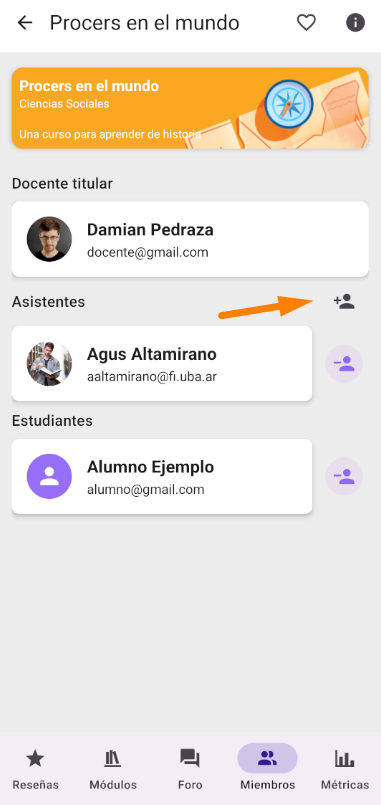 Procers en el mundo
Procers en el mundo
Ciencias Sociales
Una curso para aprender de historia
Docente titular
Damian Pedraza
docente@gmail.com
Asistentes
Agus Altamirano
aaltamirano@fi.uba.ar
Estudiantes
Alumno Ejemplo
alumno@gmail.com
Reseñas
Módulos
Foro
Miembros
Métricas